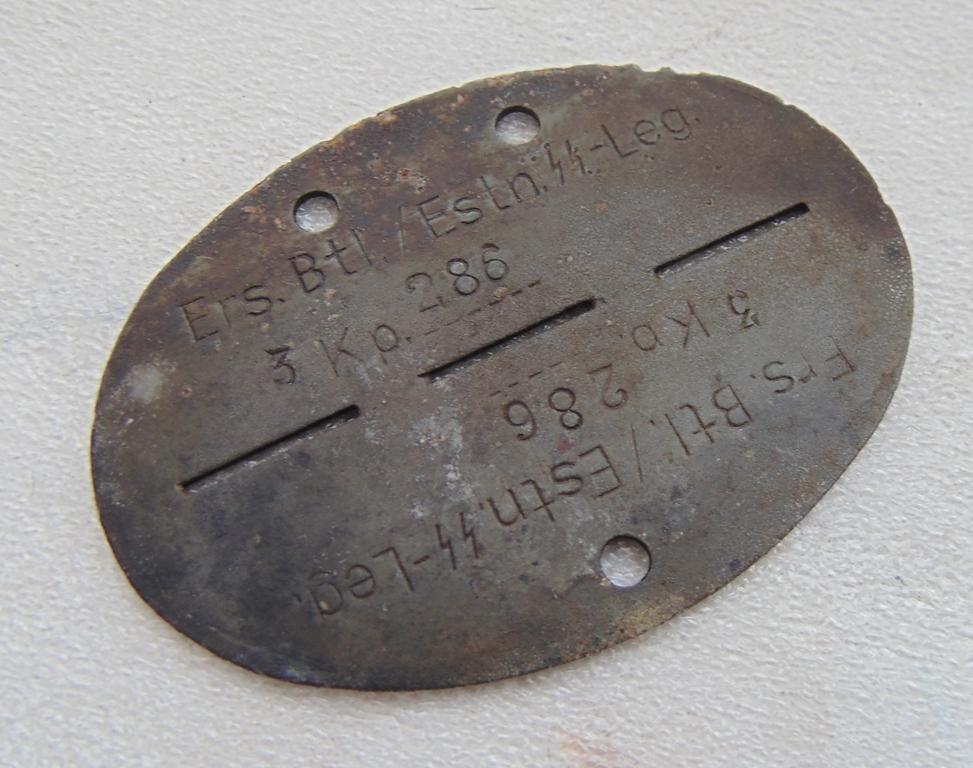 Ers. Btl. /Estn.ᛋᛋ-Leg.
3 Kp. 286
Ers. Btl. /Estn.ᛋᛋ-Leg.
3 Kp. 286